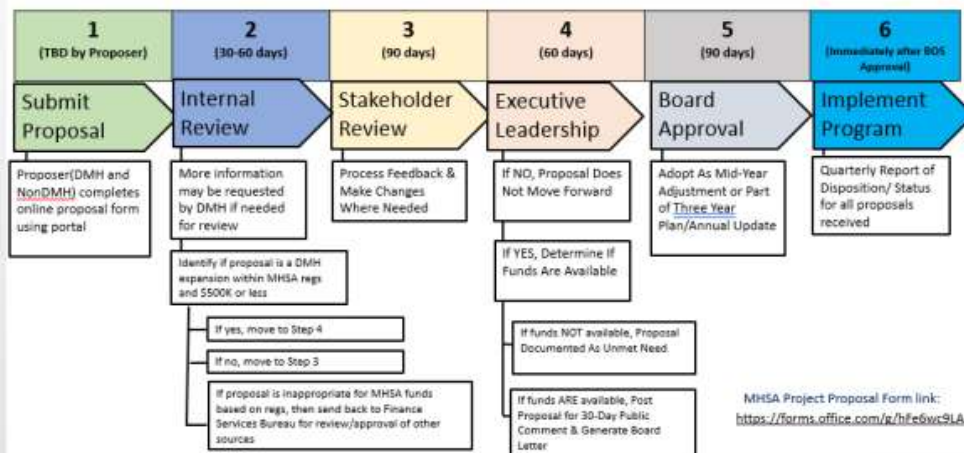 1
(TBD by Proposer)
2
(30-60 days)
3
(90 days)
4
(60 days)
5
(90 days)
6
(Immediately after BOS
Approval)
Submit
Proposal
Internal
Review
Stakeholder
Review
Executive
Leadership
Board
Approval
Implement
Program
Proposer(DMH and
NonDMH) completes
online proposal form
using portal
More information
may be requested
by DMH if needed
for review
Identify if proposal is a DMH
expansion within MHSA regs
and $500K or less
If yes, move to Step 4
If no, move to Step 3
If proposal is inappropriate for MHSA funds
based on regs, then send back to Finance
Services Bureau for review/approval of other
sources
Process Feedback &
Make Changes
Where Needed
If NO, Proposal Does
Not Move Forward
If YES, Determine If
Funds Are Available
If funds NOT available, Proposal
Documented As Unmet Need
If funds ARE available, Post
Proposal for 30-Day Public
Comment & Generate Board
Letter
Adopt As Mid-Year
Adjustment or Part
of Three Year
Plan/Annual Update
Quarterly Report of
Disposition/ Status
for all proposals
received
MHSA Project Proposal Form link:
https://forms.office.com/g/hFe6wc9LA